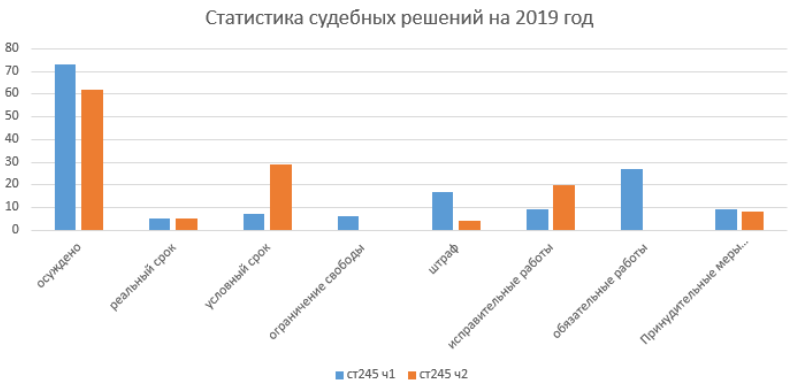 Статистика судебных решений на 2019 год
80
70
60
50
40
30
20
10
0
осуждено
реальный срок
условный срок
ограничение свободы
штраф
исправительные работы
обязательные работы
Принудительные меры...
ст245 ч1 ст245 ч2